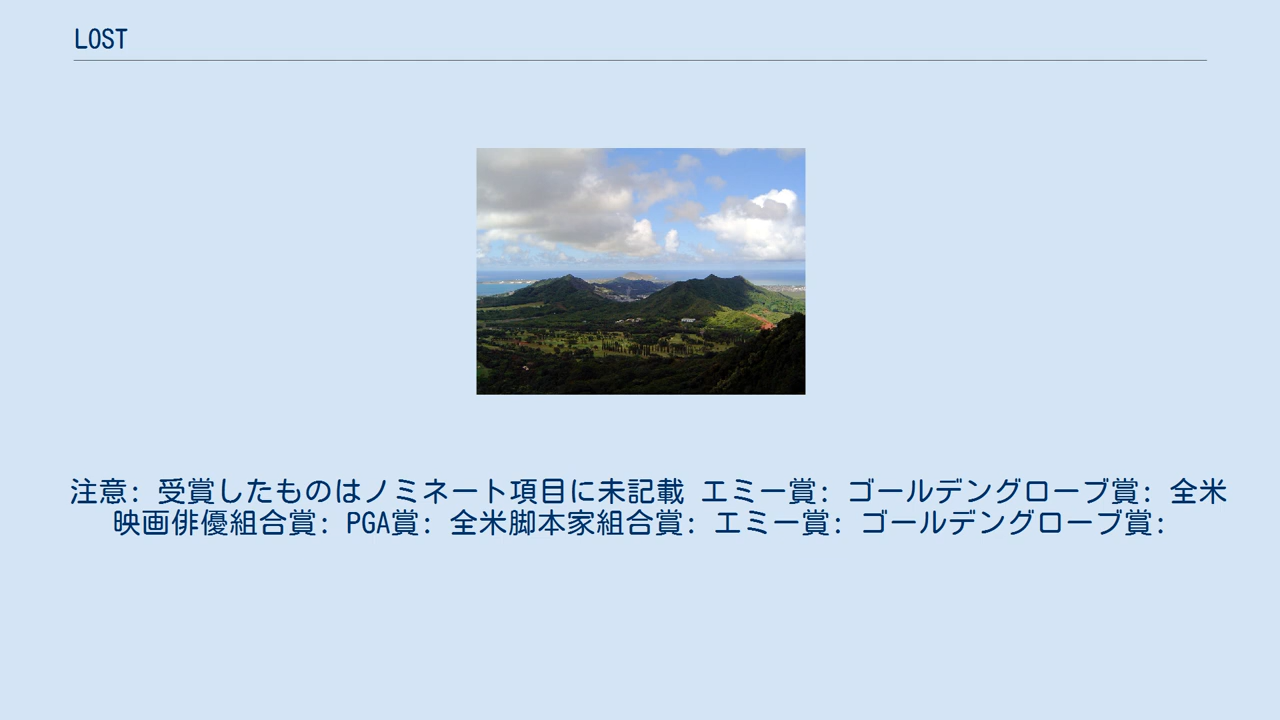 LOST
注意: 受賞したものはノミネート項目に未記載 エミー賞: ゴールデングローブ賞: 全米
映画俳優組合賞: PGA賞: 全米脚本家組合賞: エミー賞: ゴールデングローブ賞: